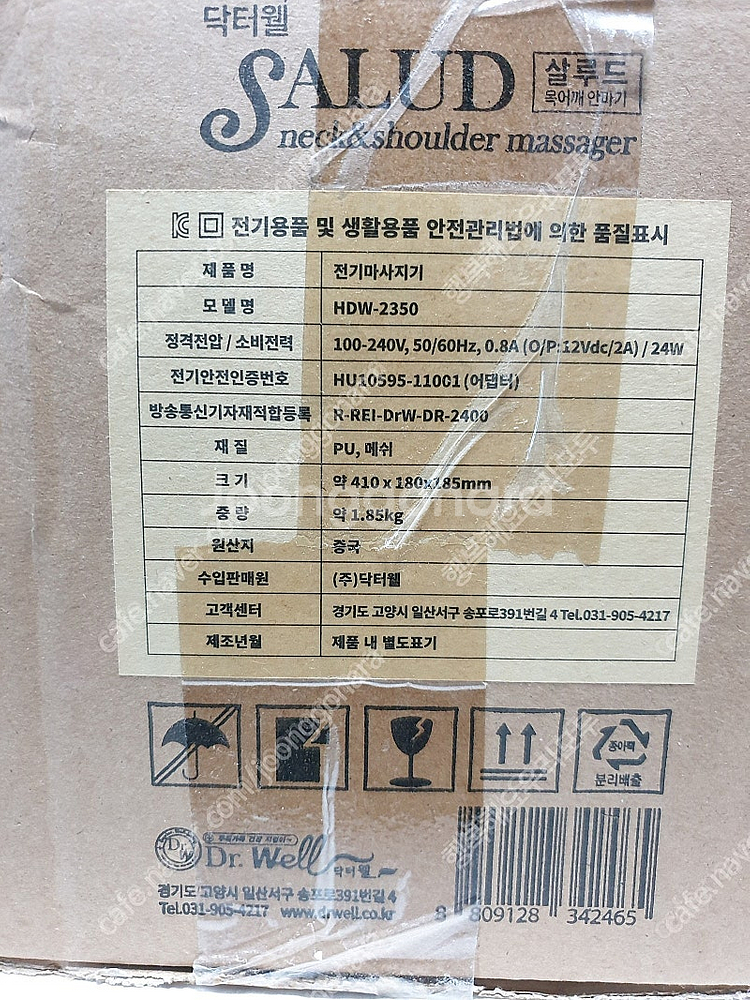 닥터웰
SALUD 살루드
목어깨 안마기
neck&shoulder massager
전기용품 및 생활용품 안전관리법에 의한 품질표시
제 품 명 전기마사지기
모 델 명 HDW-2350
정격전압 / 소비전력 100-240V, 50/60Hz, 0.8A (O/P:12Vdc/2A) / 24W
전기안전인증번호 HU10595-11001 (어댑터)
방송통신기자재적합등록 R-REI-DrW-DR-2400
재 질 PU, 메쉬
크 기 약 410 x 180x185mm
중 량 약 1.85kg
원산지 중국
수입판매원 (주)닥터웰
고객센터 경기도 고양시 일산서구 송포로391번길 4 Tel.031-905-4217
제조년월 제품 내 별도표기
종이팩
분리배출
Dr. Well 닥터웰
경기도 고양시 일산서구 송포로391번길 4
Tel.031-905-4217 www.drwell.co.kr
8 809128 342465
joonggonara